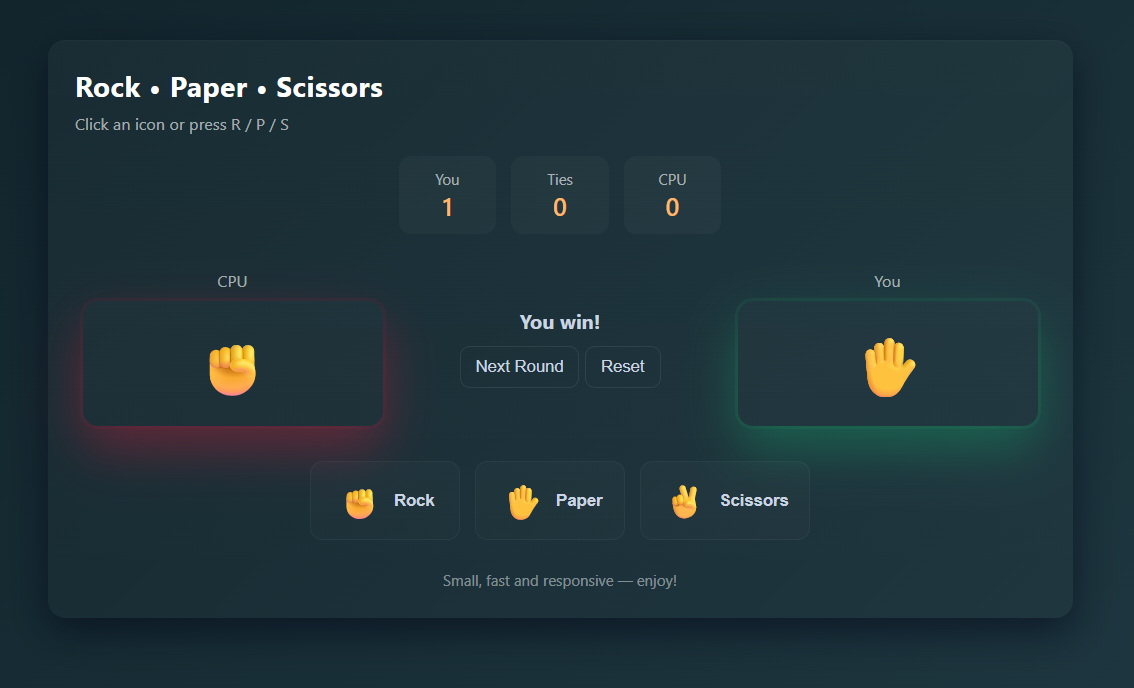 Rock • Paper • Scissors
Click an icon or press R / P / S
You Ties CPU
1 0 0
CPU You
You win!
Next Round Reset
Rock Paper Scissors
Small, fast and responsive — enjoy!